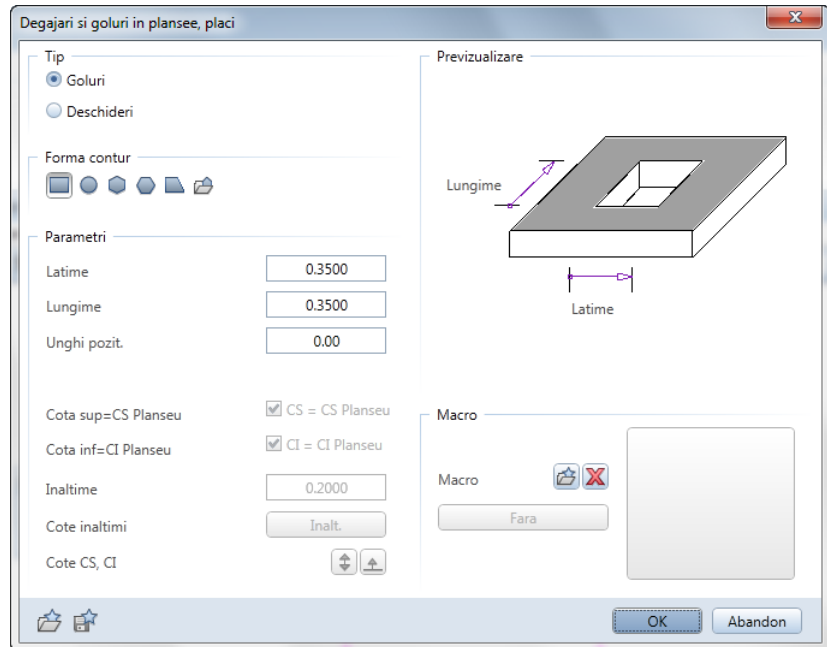 Degajari si goluri in plansee, placi
Tip
Goluri
Deschideri
Forma contur
Parametri
Latime 0.3500
Lungime 0.3500
Unghi pozit. 0.00
Cota sup=CS Planseu CS = CS Planseu
Cota inf=CI Planseu CI = CI Planseu
Inaltime 0.2000
Cote inaltimi Inalt.
Cote CS, CI
Previzualizare
Lungime
Latime
Macro
Macro
Fara
OK Abandon